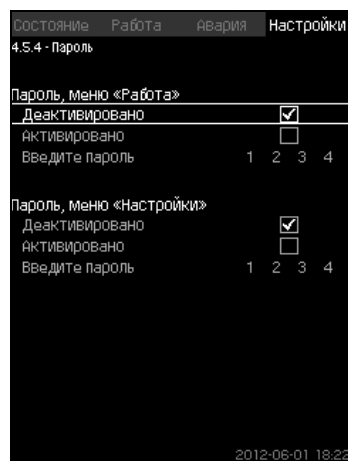 Состояние Работа Авария Настройки
4.5.4 - Пароль
Пароль, меню «Работа»
Деактивировано
Активировано
Введите пароль 1 2 3 4
Пароль, меню «Настройки»
Деактивировано
Активировано
Введите пароль 1 2 3 4
2012-06-01 18:22